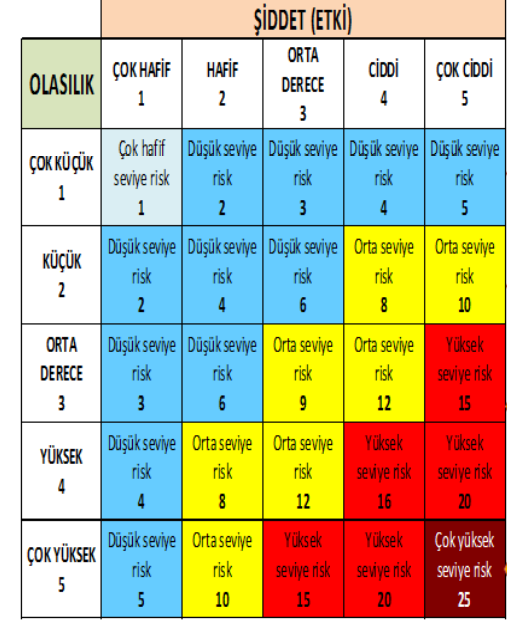 ŞİDDET (ETKİ)
OLASILIK
ÇOK HAFİF
1
HAFİF
2
ORTA
DERECE
3
CİDDİ
4
ÇOK CİDDİ
5
ÇOK KÜÇÜK
1
Çok hafif
seviye risk
1
Düşük seviye
risk
2
Düşük seviye
risk
3
Düşük seviye
risk
4
Düşük seviye
risk
5
KÜÇÜK
2
Düşük seviye
risk
2
Düşük seviye
risk
4
Düşük seviye
risk
6
Orta seviye
risk
8
Orta seviye
risk
10
ORTA
DERECE
3
Düşük seviye
risk
3
Düşük seviye
risk
6
Orta seviye
risk
9
Orta seviye
risk
12
Yüksek
seviye risk
15
YÜKSEK
4
Düşük seviye
risk
4
Orta seviye
risk
8
Orta seviye
risk
12
Yüksek
seviye risk
16
Yüksek
seviye risk
20
ÇOK YÜKSEK
5
Düşük seviye
risk
5
Orta seviye
risk
10
Yüksek
seviye risk
15
Yüksek
seviye risk
20
Çok yüksek
seviye risk
25